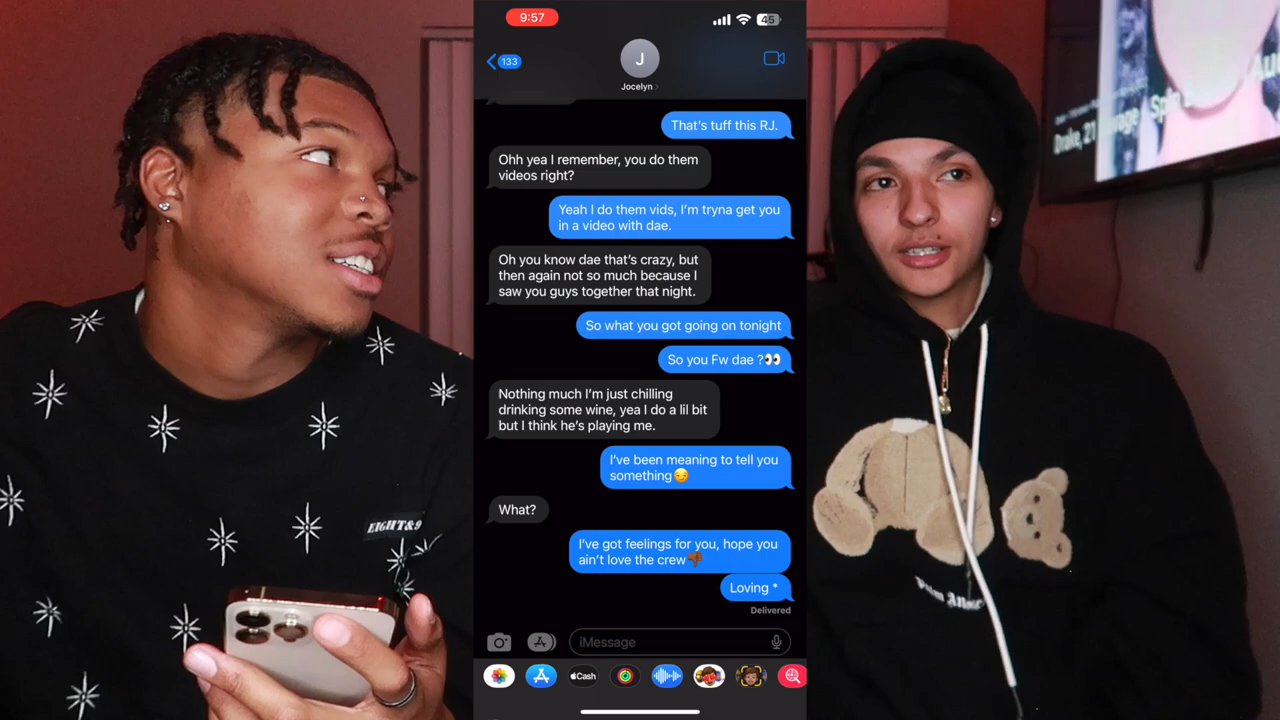 9:57
45
133
J
Jocelyn
That's tuff this RJ.
Ohh yea I remember, you do them
videos right?
Yeah I do them vids, I'm tryna get you
in a video with dae.
Oh you know dae that's crazy, but
then again not so much because I
saw you guys together that night.
So what you got going on tonight
So you Fw dae ?👀
Nothing much I'm just chilling
drinking some wine, yea I do a lil bit
but I think he's playing me.
I've been meaning to tell you
something😏
What?
I've got feelings for you, hope you
ain't love the crew👎🏾
Loving *
Delivered
iMessage
Cash
EIGHT&9
Palm
Drake, 21